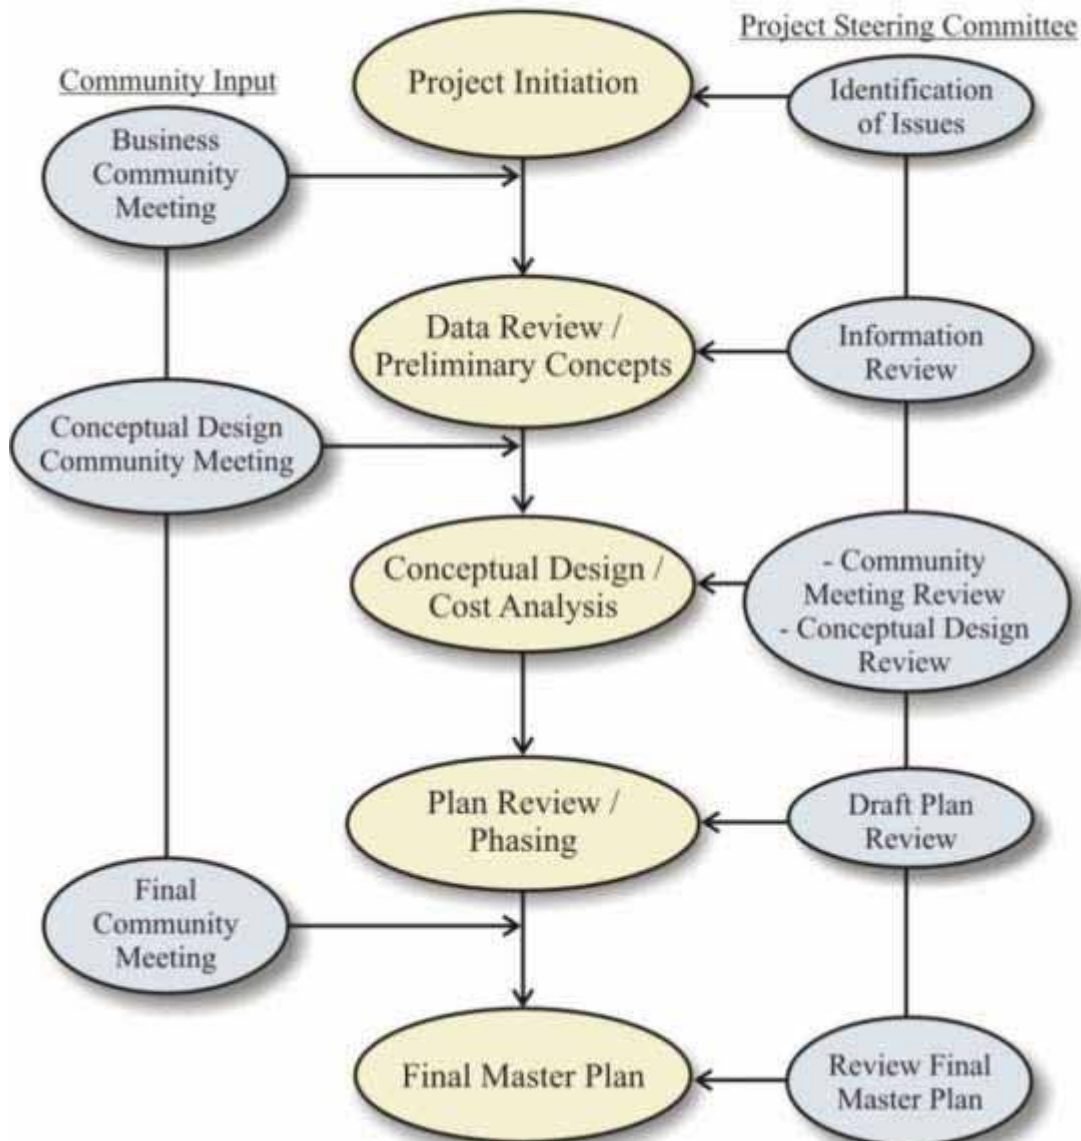 Project Steering Committee
Community Input
Project Initiation
Identification
of Issues
Business
Community
Meeting
Data Review /
Preliminary Concepts
Information
Review
Conceptual Design
Community Meeting
Conceptual Design /
Cost Analysis
- Community
Meeting Review
- Conceptual Design
Review
Plan Review /
Phasing
Draft Plan
Review
Final
Community
Meeting
Final Master Plan
Review Final
Master Plan